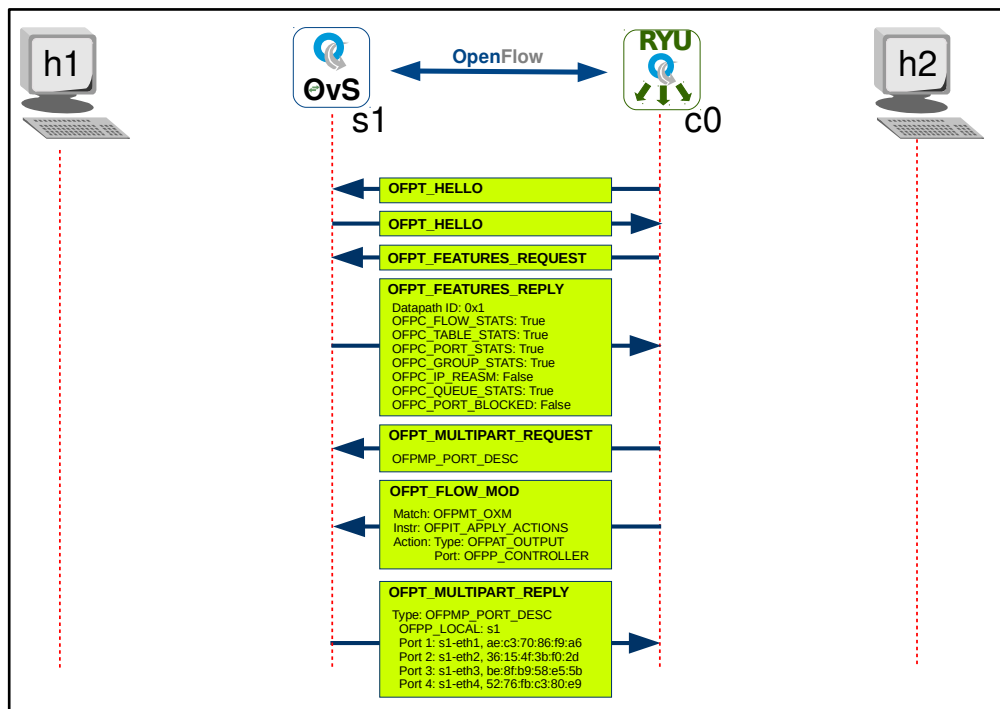 h1
OvS
s1
OpenFlow
RYU
c0
h2
OFPT_HELLO
OFPT_HELLO
OFPT_FEATURES_REQUEST
OFPT_FEATURES_REPLY
Datapath ID: 0x1
OFPC_FLOW_STATS: True
OFPC_TABLE_STATS: True
OFPC_PORT_STATS: True
OFPC_GROUP_STATS: True
OFPC_IP_REASM: False
OFPC_QUEUE_STATS: True
OFPC_PORT_BLOCKED: False
OFPT_MULTIPART_REQUEST
OFPMP_PORT_DESC
OFPT_FLOW_MOD
Match: OFPMT_OXM
Instr: OFPIT_APPLY_ACTIONS
Action: Type: OFPAT_OUTPUT
Port: OFPP_CONTROLLER
OFPT_MULTIPART_REPLY
Type: OFPMP_PORT_DESC
OFPP_LOCAL: s1
Port 1: s1-eth1, ae:c3:70:86:f9:a6
Port 2: s1-eth2, 36:15:4f:3b:f0:2d
Port 3: s1-eth3, be:8f:b9:58:e5:5b
Port 4: s1-eth4, 52:76:fb:c3:80:e9